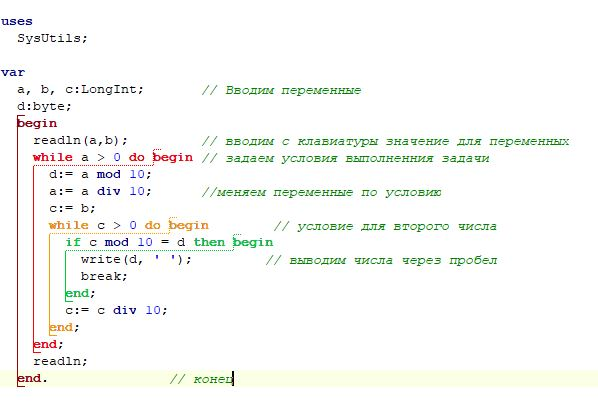 uses
SysUtils;
var
a, b, c:LongInt; // Вводим переменные
d:byte;
begin
readln(a,b); // вводим с клавиатуры значение для переменных
while a > 0 do begin // задаем условия выполненния задачи
d:= a mod 10;
a:= a div 10; //меняем переменные по условию
c:= b;
while c > 0 do begin // условие для второго числа
if c mod 10 = d then begin
write(d, ' '); // выводим числа через пробел
break;
end;
c:= c div 10;
end;
end;
readln;
end. // конец